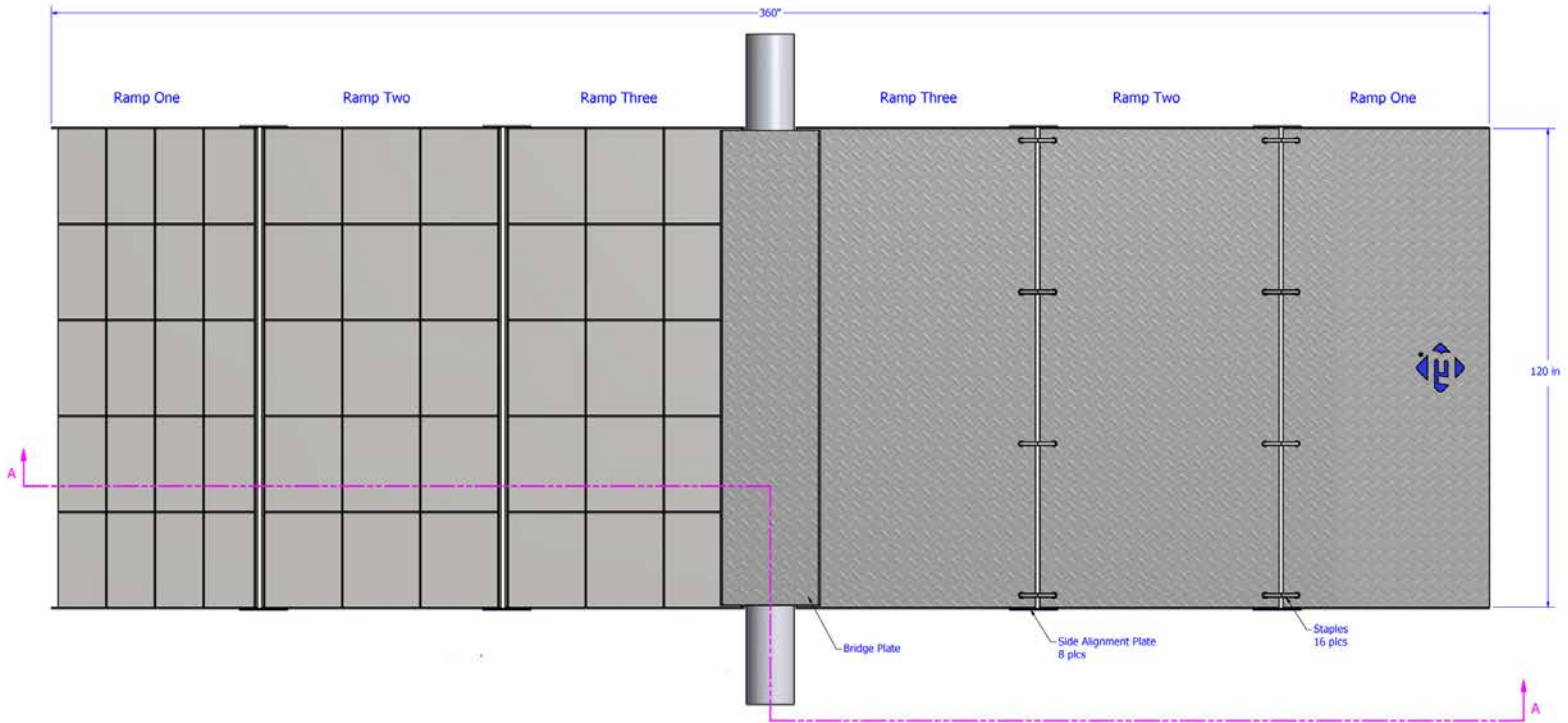 360"
Ramp One
Ramp Two
Ramp Three
Ramp Three
Ramp Two
Ramp One
120 in
A
Bridge Plate
Side Alignment Plate
8 plcs
Staples
16 plcs
A